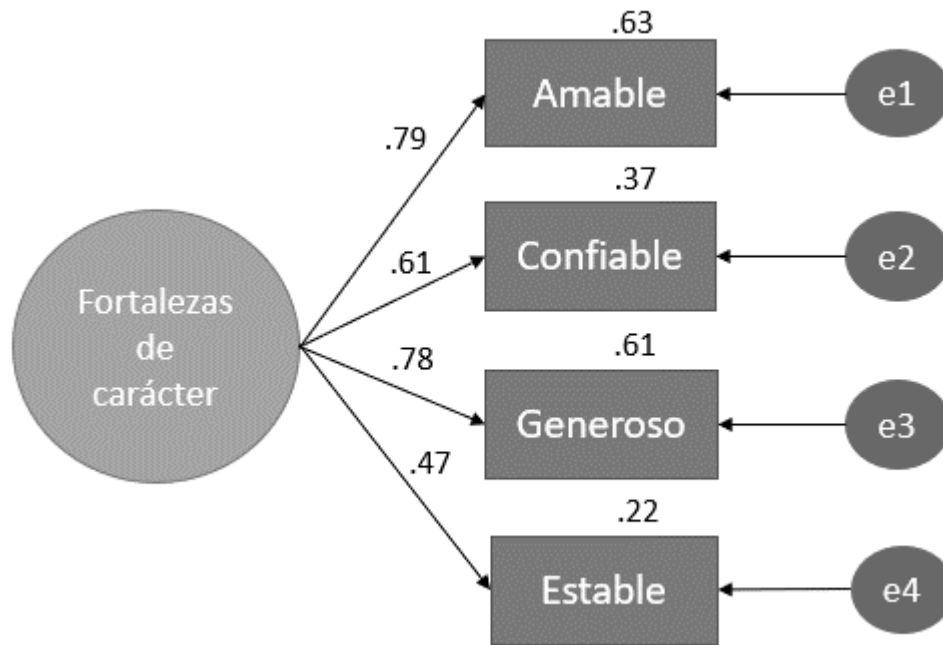 .63
Amable
e1
.79
.37
Confiable
e2
.61
Fortalezas
de
carácter
.78
.61
Generoso
e3
.47
.22
Estable
e4